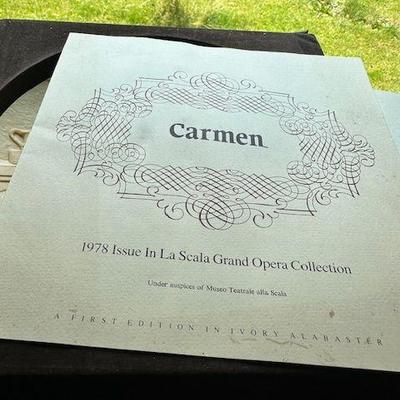 Carmen
1978 Issue In La Scala Grand Opera Collection
Under auspices of Museo Teatrale alla Scala
A FIRST EDITION IN IVORY ALABASTER